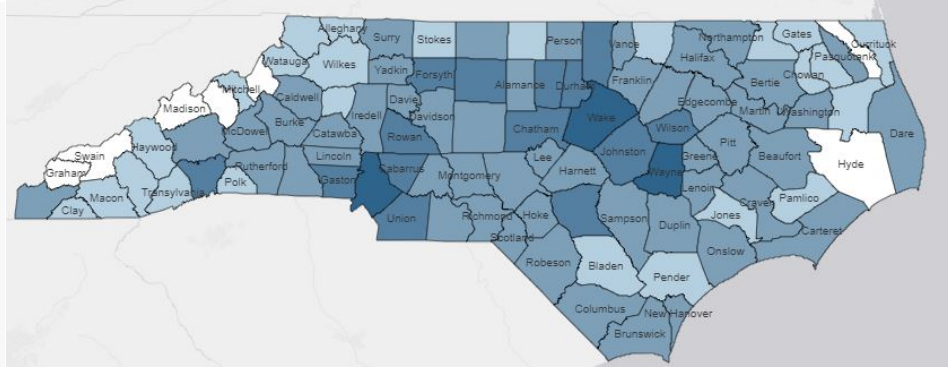 Alleghany
Surry
Stokes
Person
Vance
Northampton
Gates
Currituck
Pasquotank
Watauga
Wilkes
Yadkin
Forsyth
Alamance
Durham
Franklin
Halifax
Bertie
Chowan
Mitchell
Madison
Caldwell
Iredell
Davie
Davidson
Edgecombe
Martin
Washington
Swain
Graham
Haywood
McDowell
Burke
Catawba
Rowan
Chatham
Wake
Wilson
Johnston
Pitt
Beaufort
Dare
Hyde
Macon
Clay
Transylvania
Polk
Rutherford
Lincoln
Gaston
Cabarrus
Montgomery
Lee
Harnett
Wayne
Greene
Lenoir
Craven
Pamlico
Jones
Union
Richmond
Hoke
Scotland
Sampson
Duplin
Onslow
Carteret
Robeson
Bladen
Pender
Columbus
New Hanover
Brunswick